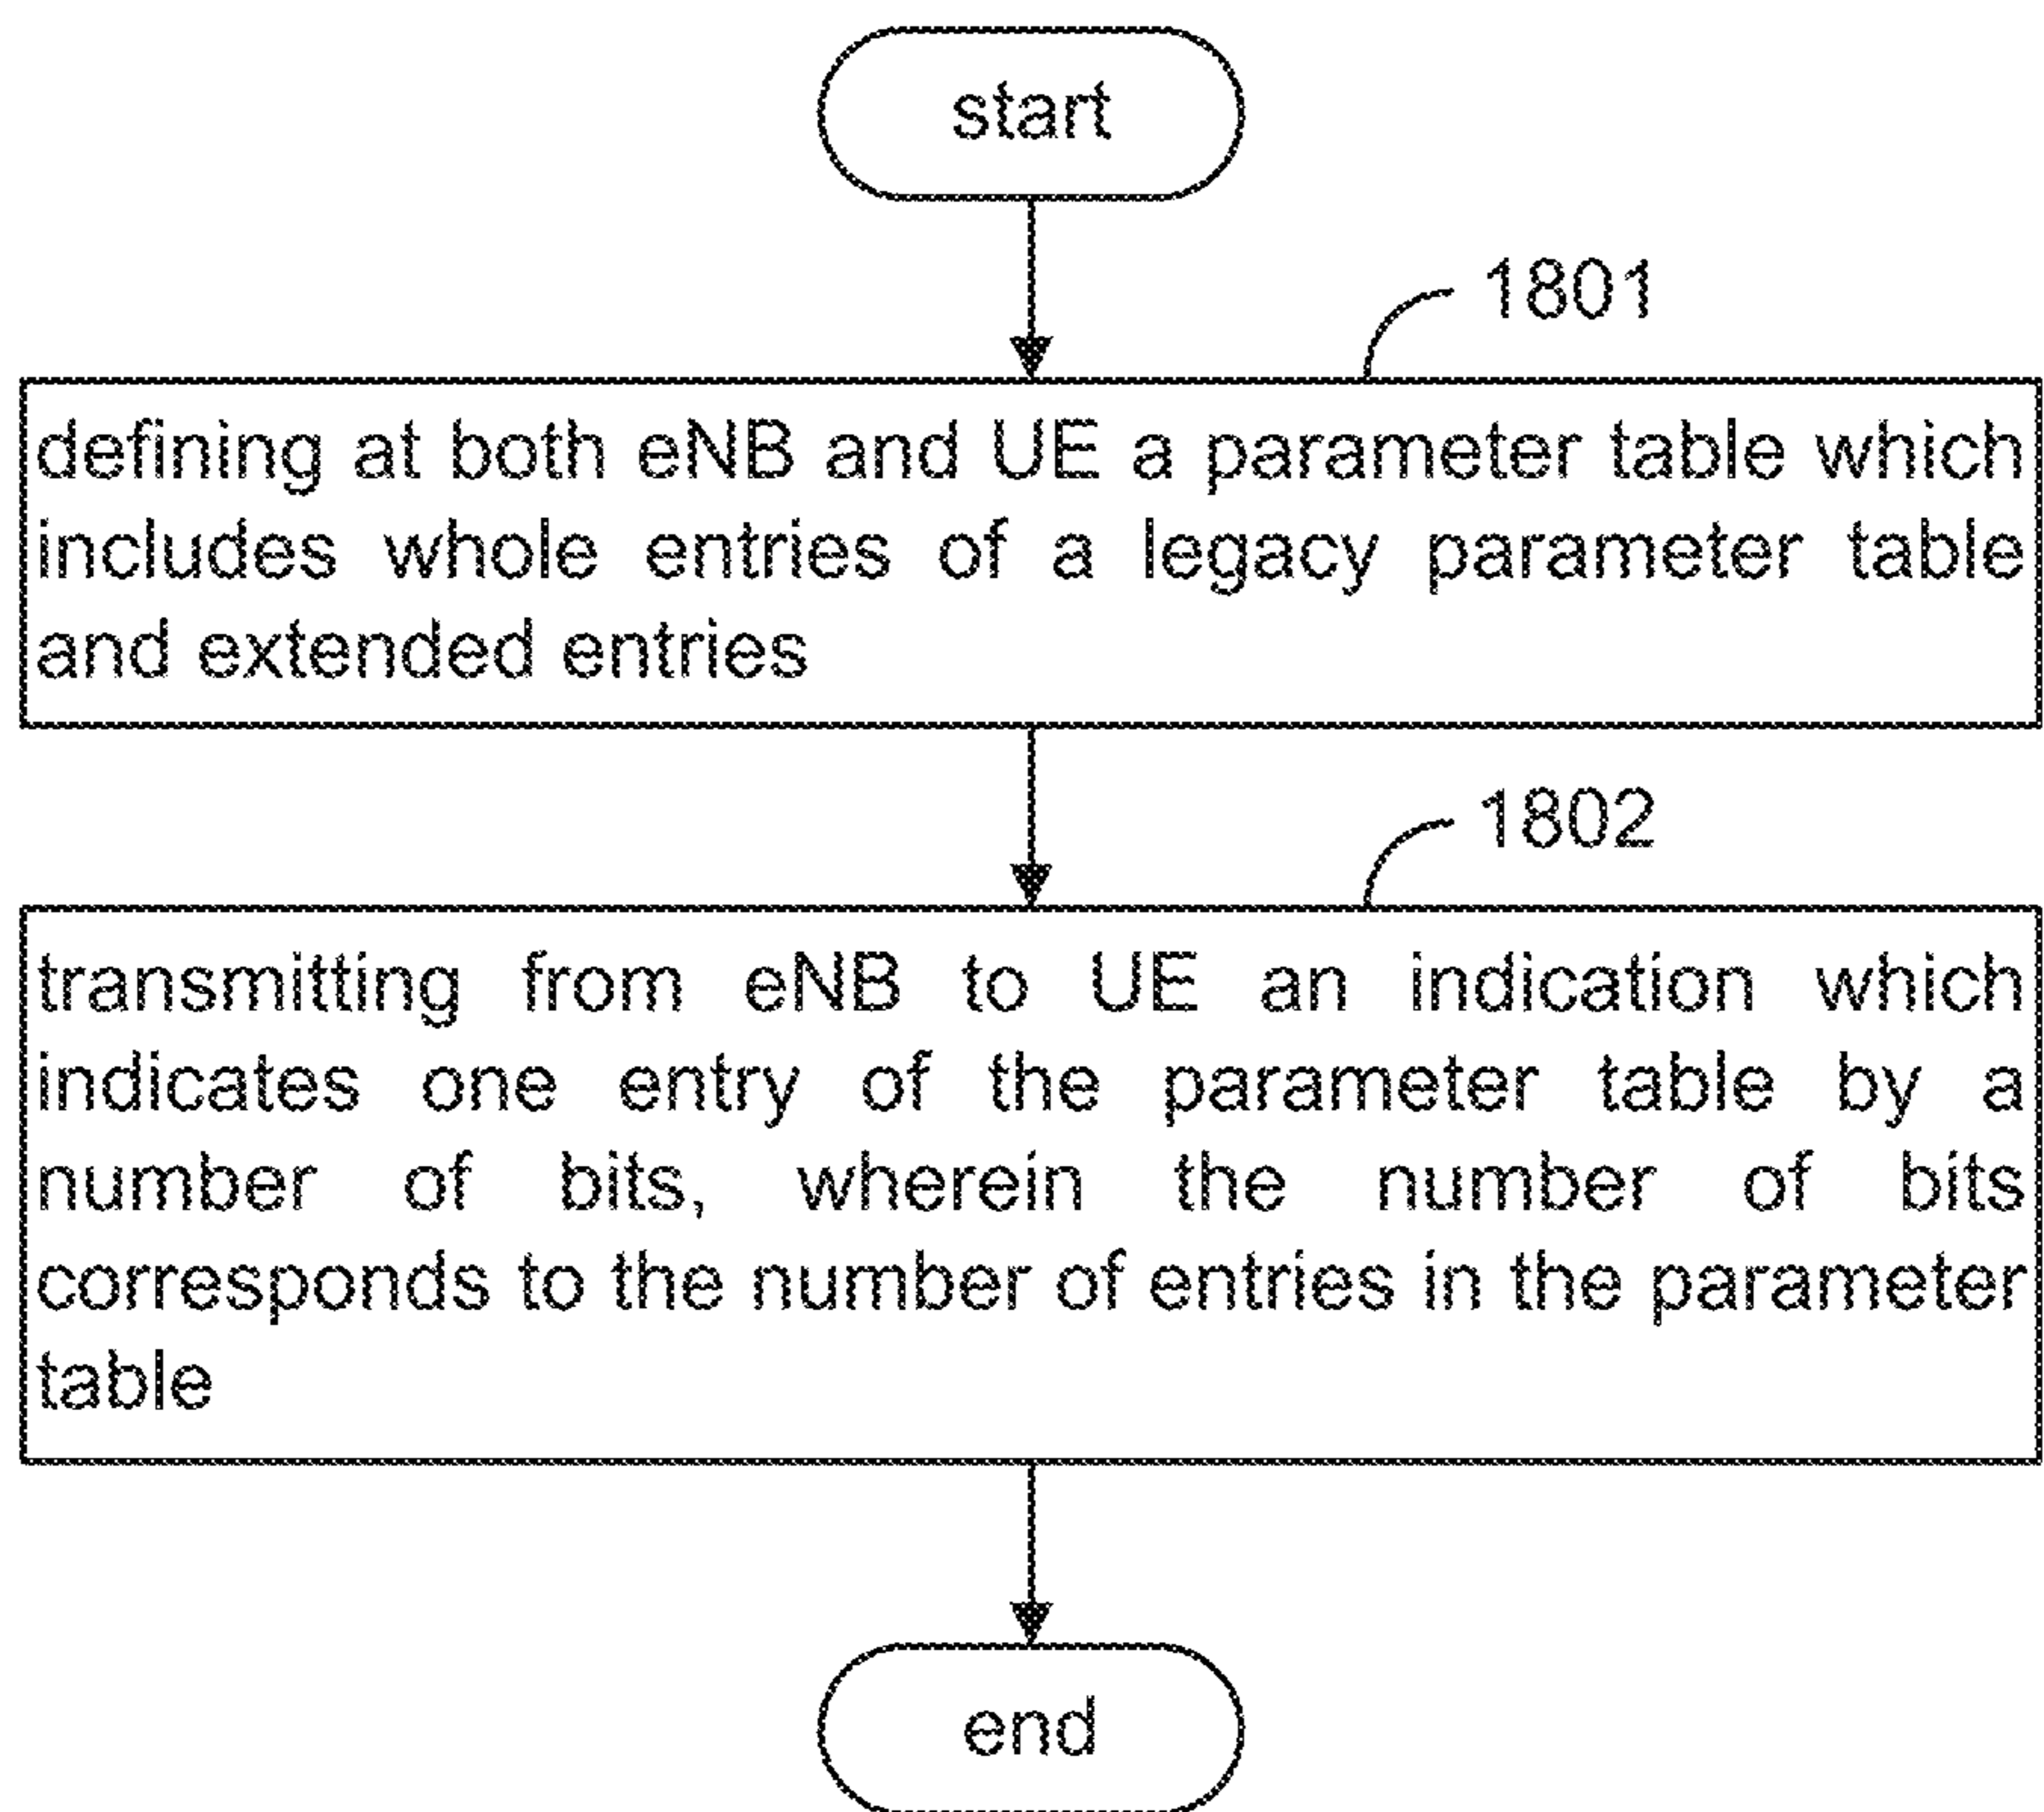 start
1801
defining at both eNB and UE a parameter table which
includes whole entries of a legacy parameter table
and extended entries
1802
transmitting from eNB to UE an indication which
indicates one entry of the parameter table by a
number of bits, wherein the number of bits
corresponds to the number of entries in the parameter
table
end